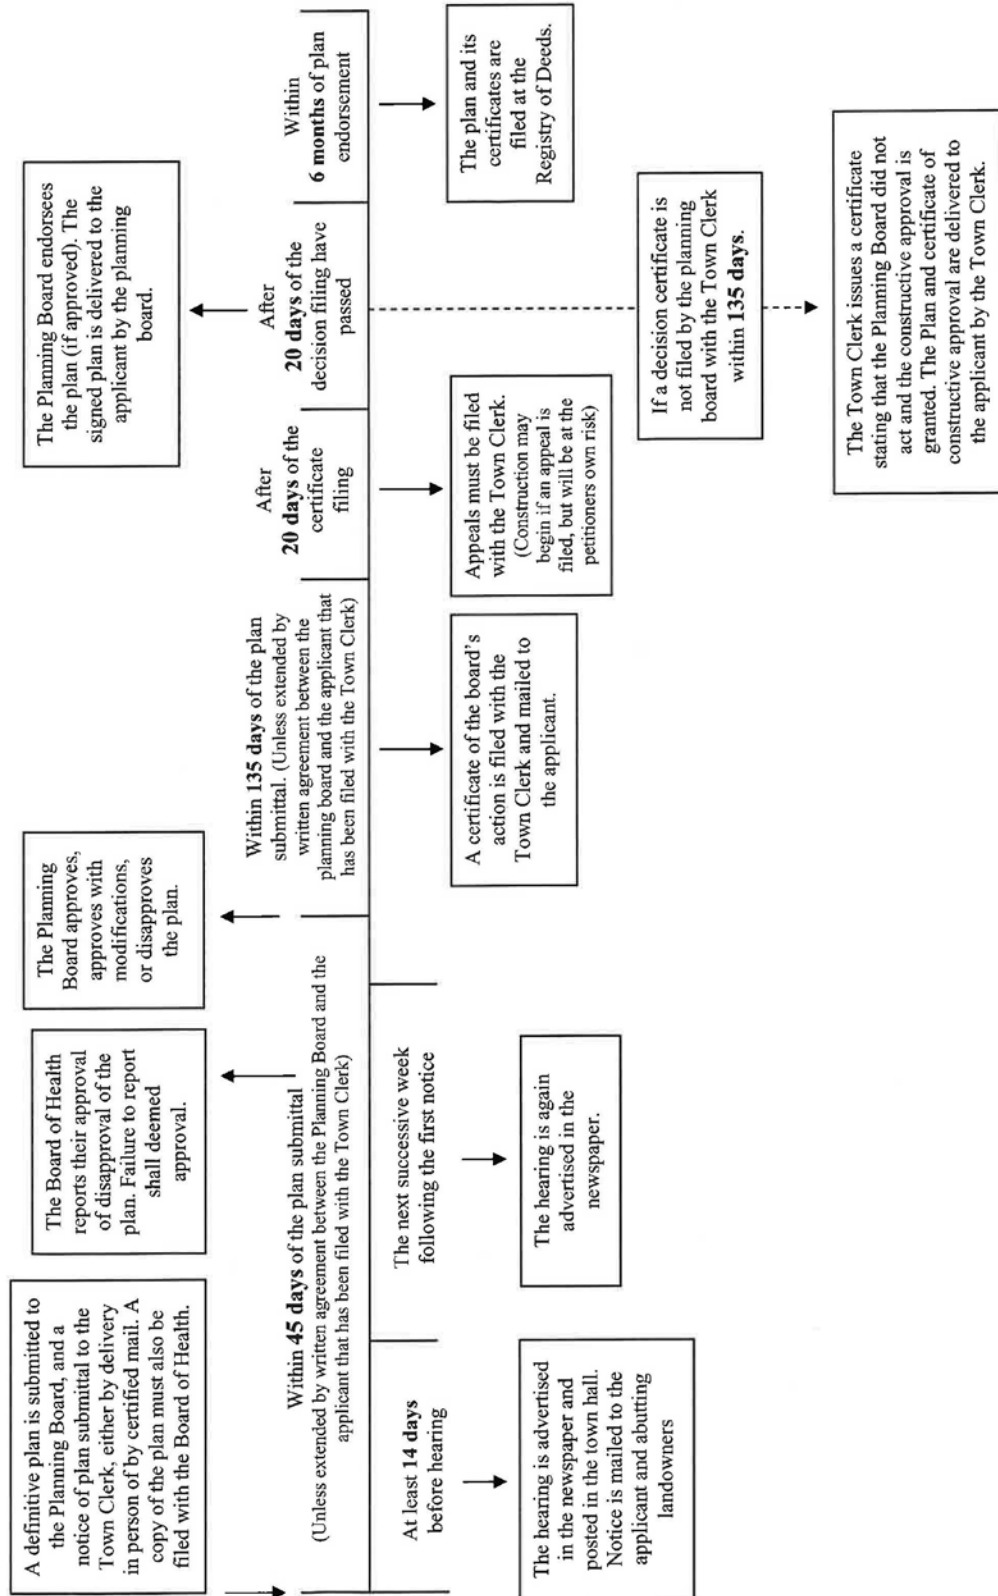 A definitive plan is submitted to
the Planning Board, and a
notice of plan submittal to the
Town Clerk, either by delivery
in person of by certified mail. A
copy of the plan must also be
filed with the Board of Health.
The Board of Health
reports their approval
of disapproval of the
plan. Failure to report
shall deemed
approval.
The Planning
Board approves,
approves with
modifications,
or disapproves
the plan.
The Planning Board endorsees
the plan (if approved). The
signed plan is delivered to the
applicant by the planning
board.
Within 45 days of the plan submittal
(Unless extended by written agreement between the Planning Board and the
applicant that has been filed with the Town Clerk)
Within 135 days of the plan
submittal. (Unless extended by
written agreement between the
planning board and the applicant that
has been filed with the Town Clerk)
After
20 days of the
certificate
filing
After
20 days of the
decision filing have
passed
Within
6 months of plan
endorsement
At least 14 days
before hearing
The next successive week
following the first notice
The hearing is advertised
in the newspaper and
posted in the town hall.
Notice is mailed to the
applicant and abutting
landowners
The hearing is again
advertised in the
newspaper.
A certificate of the board's
action is filed with the
Town Clerk and mailed to
the applicant.
Appeals must be filed
with the Town Clerk.
(Construction may
begin if an appeal is
filed, but will be at the
petitioners own risk)
The plan and its
certificates are
filed at the
Registry of Deeds.
If a decision certificate is
not filed by the planning
board with the Town Clerk
within 135 days.
The Town Clerk issues a certificate
stating that the Planning Board did not
act and the constructive approval is
granted. The Plan and certificate of
constructive approval are delivered to
the applicant by the Town Clerk.